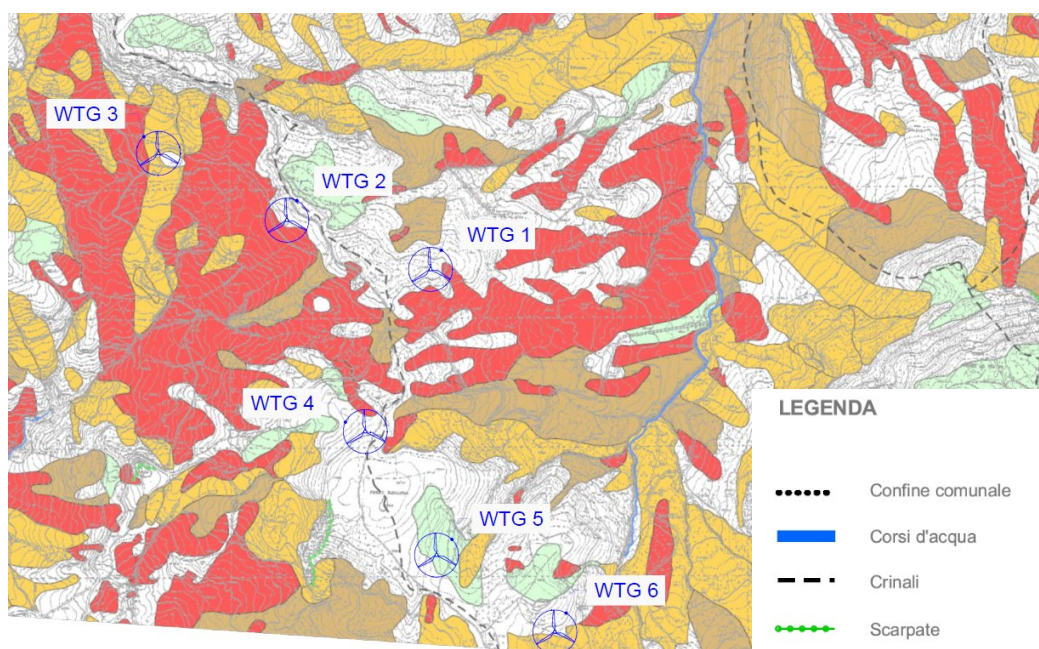 WTG 3
WTG 2
WTG 1
WTG 4
WTG 5
WTG 6
LEGENDA
Confine comunale
Corsi d'acqua
Crinali
Scarpate